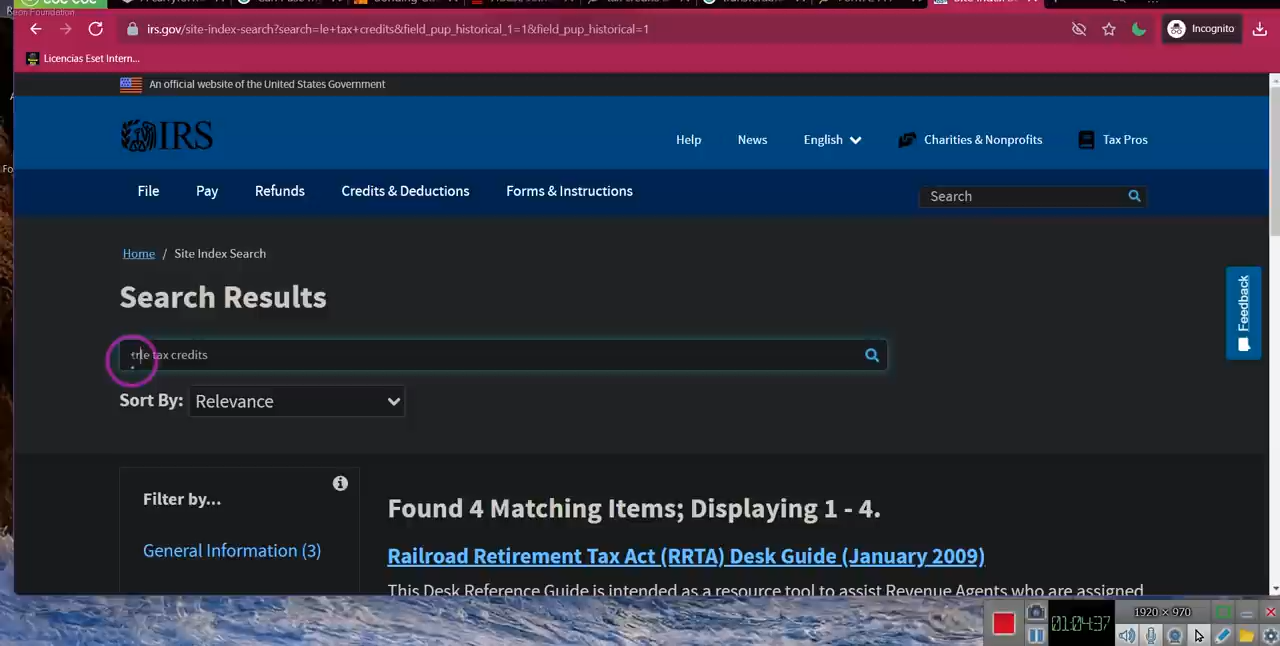 irs.gov/site-index-search?search=le+tax+credits&field_pup_historical_1=1&field_pup_historical=1
Incognito
Licencias Eset Intern...
An official website of the United States Government
IRS
Help News English Charities & Nonprofits Tax Pros
File Pay Refunds Credits & Deductions Forms & Instructions Search
Home / Site Index Search
Feedback
Search Results
trle tax credits
Sort By: Relevance
Filter by...
General Information (3)
Found 4 Matching Items; Displaying 1 - 4.
Railroad Retirement Tax Act (RRTA) Desk Guide (January 2009)
This Desk Reference Guide is intended as a resource tool to assist Revenue Agents who are assigned
1920 × 970
01:04:37